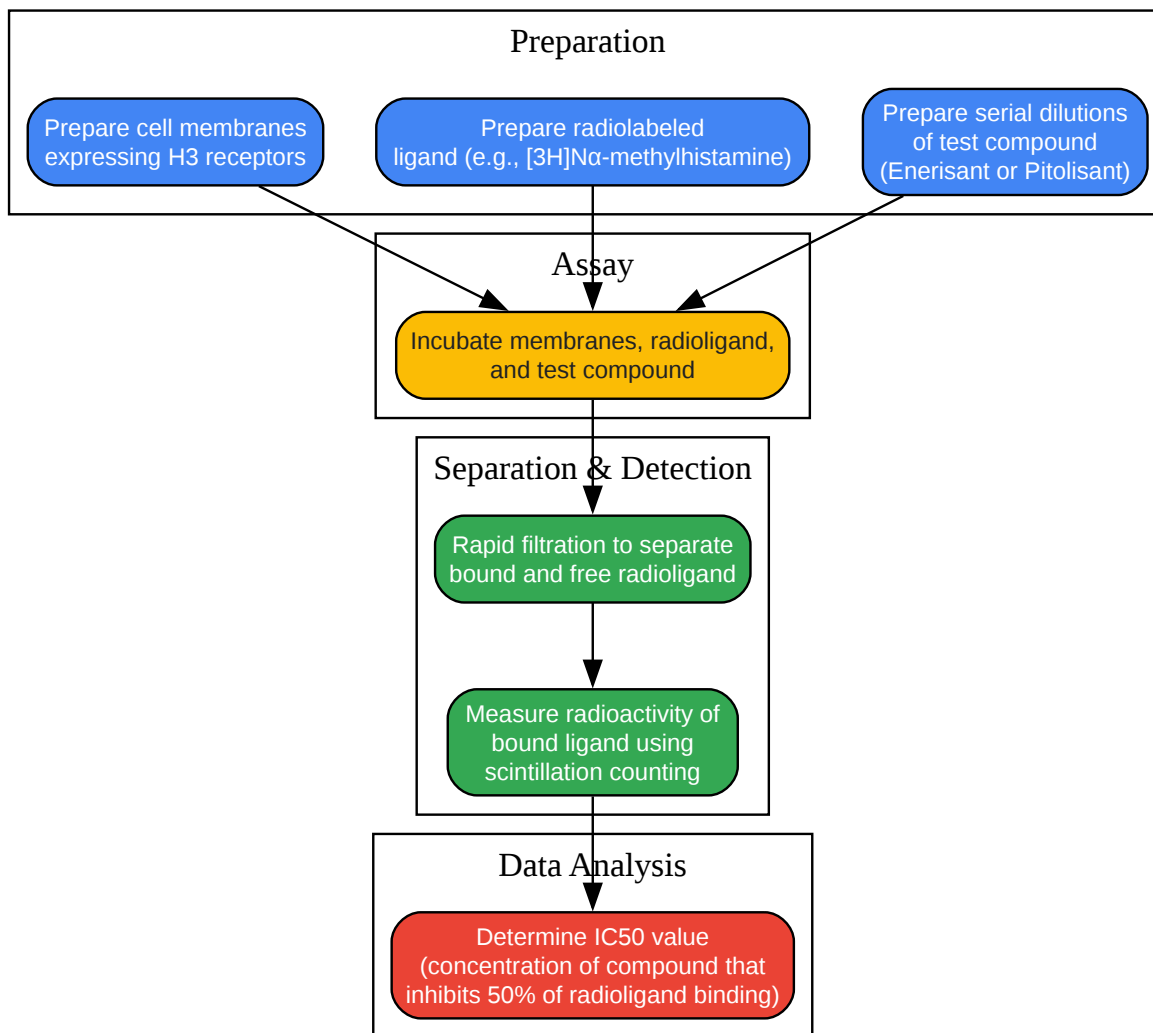 Preparation
Prepare cell membranes
expressing H3 receptors
Prepare radiolabeled
ligand (e.g., [3H]Nα-methylhistamine)
Prepare serial dilutions
of test compound
(Enerisant or Pitolisant)
Assay
Incubate membranes, radioligand,
and test compound
Separation & Detection
Rapid filtration to separate
bound and free radioligand
Measure radioactivity of
bound ligand using
scintillation counting
Data Analysis
Determine IC50 value
(concentration of compound that
inhibits 50% of radioligand binding)